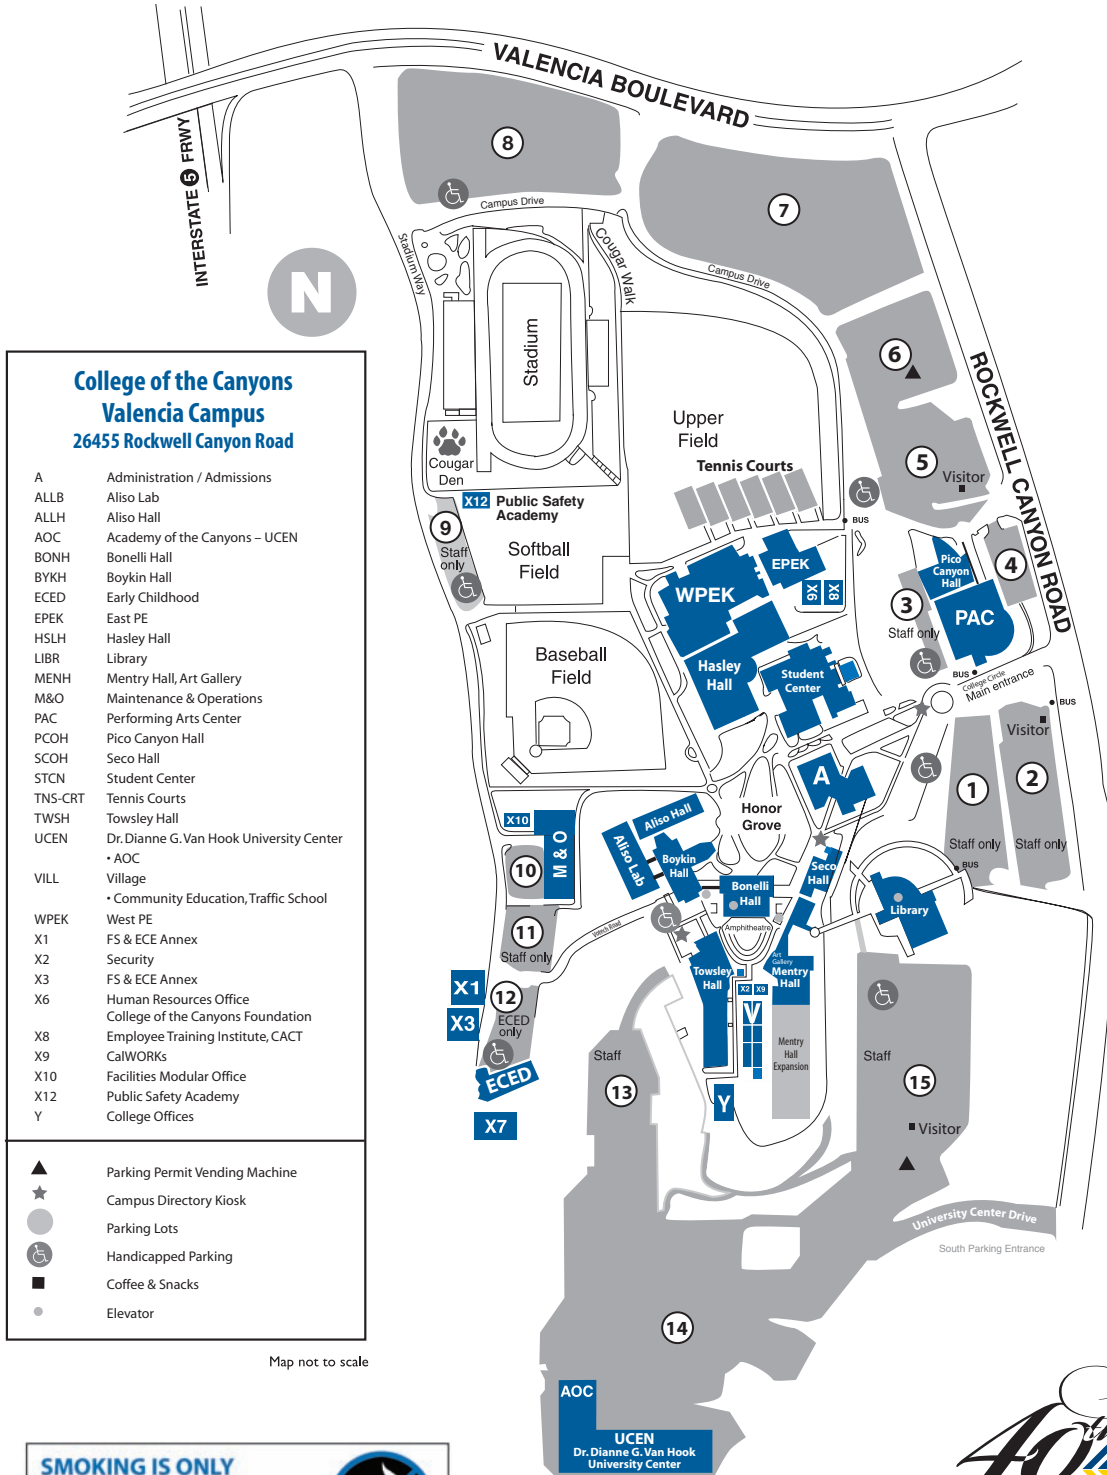 VALENCIA BOULEVARD
INTERSTATE 5 FRWY
8
Campus Drive
7
Stadium Way
Cougar Walk
Campus Drive
N
Stadium
ROCKWELL CANYON ROAD
6
College of the Canyons
Valencia Campus
26455 Rockwell Canyon Road
A Administration / Admissions
ALLB Aliso Lab
ALLH Aliso Hall
AOC Academy of the Canyons – UCEN
BONH Bonelli Hall
BYKH Boykin Hall
ECED Early Childhood
EPEK East PE
HSLH Hasley Hall
LIBR Library
MENH Mentry Hall, Art Gallery
M&O Maintenance & Operations
PAC Performing Arts Center
PCOH Pico Canyon Hall
SCOH Seco Hall
STCN Student Center
TNS-CRT Tennis Courts
TWSH Towsley Hall
UCEN Dr. Dianne G. Van Hook University Center
• AOC
VILL Village
• Community Education, Traffic School
WPEK West PE
X1 FS & ECE Annex
X2 Security
X3 FS & ECE Annex
X6 Human Resources Office
College of the Canyons Foundation
X8 Employee Training Institute, CACT
X9 CalWORKs
X10 Facilities Modular Office
X12 Public Safety Academy
Y College Offices
Parking Permit Vending Machine
Campus Directory Kiosk
Parking Lots
Handicapped Parking
Coffee & Snacks
Elevator
Map not to scale
Upper
Field
Tennis Courts
Cougar
Den
X12 Public Safety
Academy
5
Visitor
9
Staff
only
Softball
Field
BUS
EPEK
X6
X8
WPEK
Pico
Canyon
Hall
4
3
Staff only
PAC
Baseball
Field
Hasley
Hall
Student
Center
BUS
College Circle
Main entrance
BUS
Visitor
A
1
2
Staff only
Staff only
BUS
Honor
Grove
X10
M & O
10
Aliso Hall
Aliso Lab
Boykin
Hall
Bonelli
Hall
Seco
Hall
Library
11
Staff only
Votech Road
Amphitheatre
Art
Gallery
Mentry
Hall
Towsley
Hall
X2
X9
V
X1
X3
12
ECED
only
ECED
X7
Mentry
Hall
Expansion
Y
Staff
13
Staff
15
Visitor
University Center Drive
South Parking Entrance
14
AOC
UCEN
Dr. Dianne G. Van Hook
University Center
40th
SMOKING IS ONLY